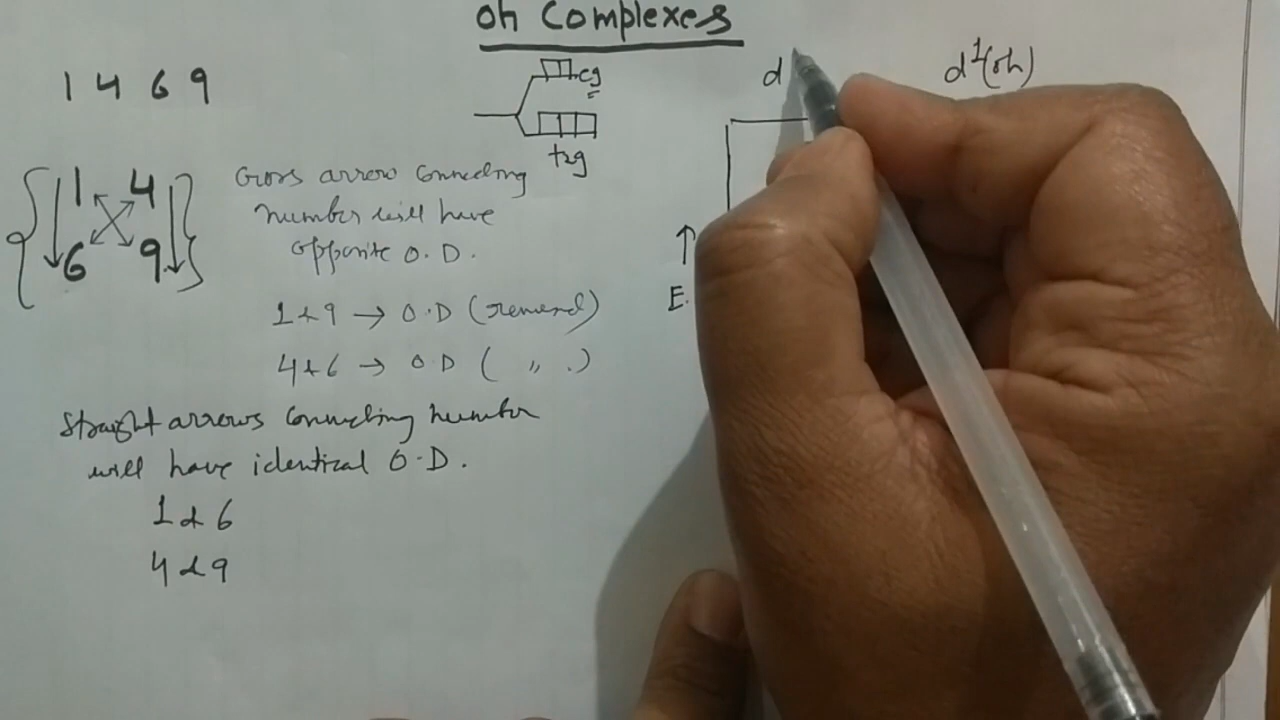 Oh Complexes
1 4 6 9
eg
t2g
1 4
6 9
Cross arrow connecting
number will have
opposite O.D.
1 & 9 → O.D (reversed)
4 & 6 → O D ( ,, . )
Straight arrows connecting number
will have identical O.D.
1 & 6
4 & 9
d
d1(oh)
↑
E.